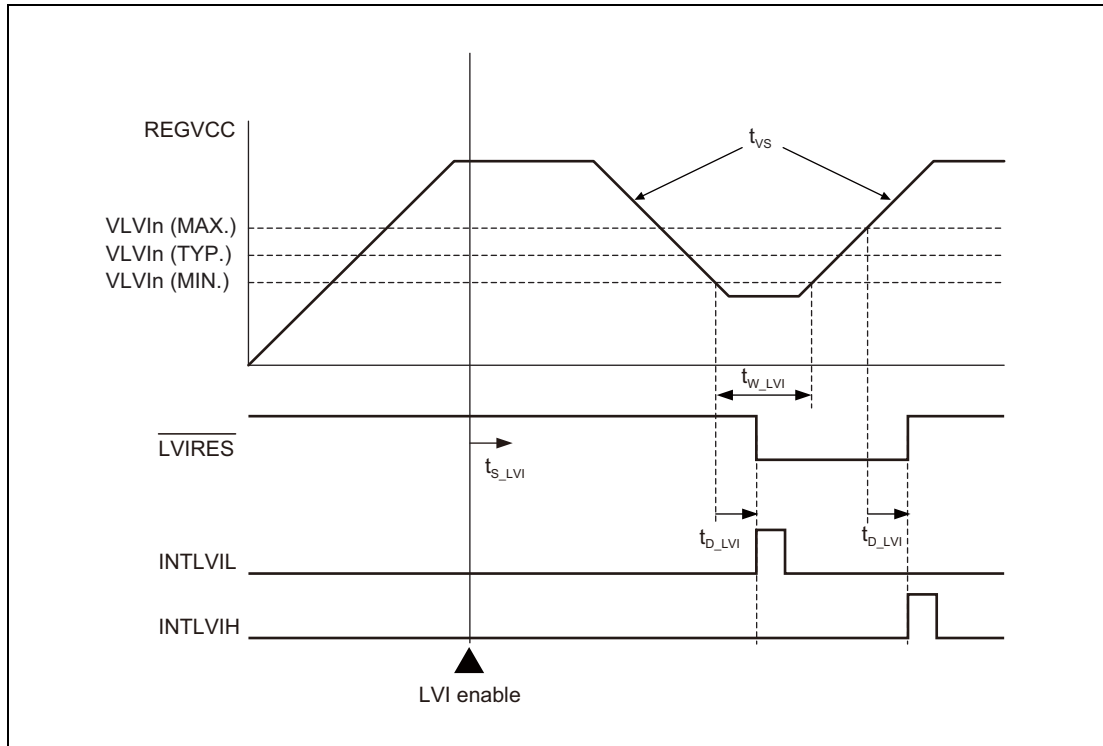 REGVCC
tVS
VLVIn (MAX.)
VLVIn (TYP.)
VLVIn (MIN.)
tW_LVI
LVIRES
tS_LVI
tD_LVI
tD_LVI
INTLVIL
INTLVIH
LVI enable